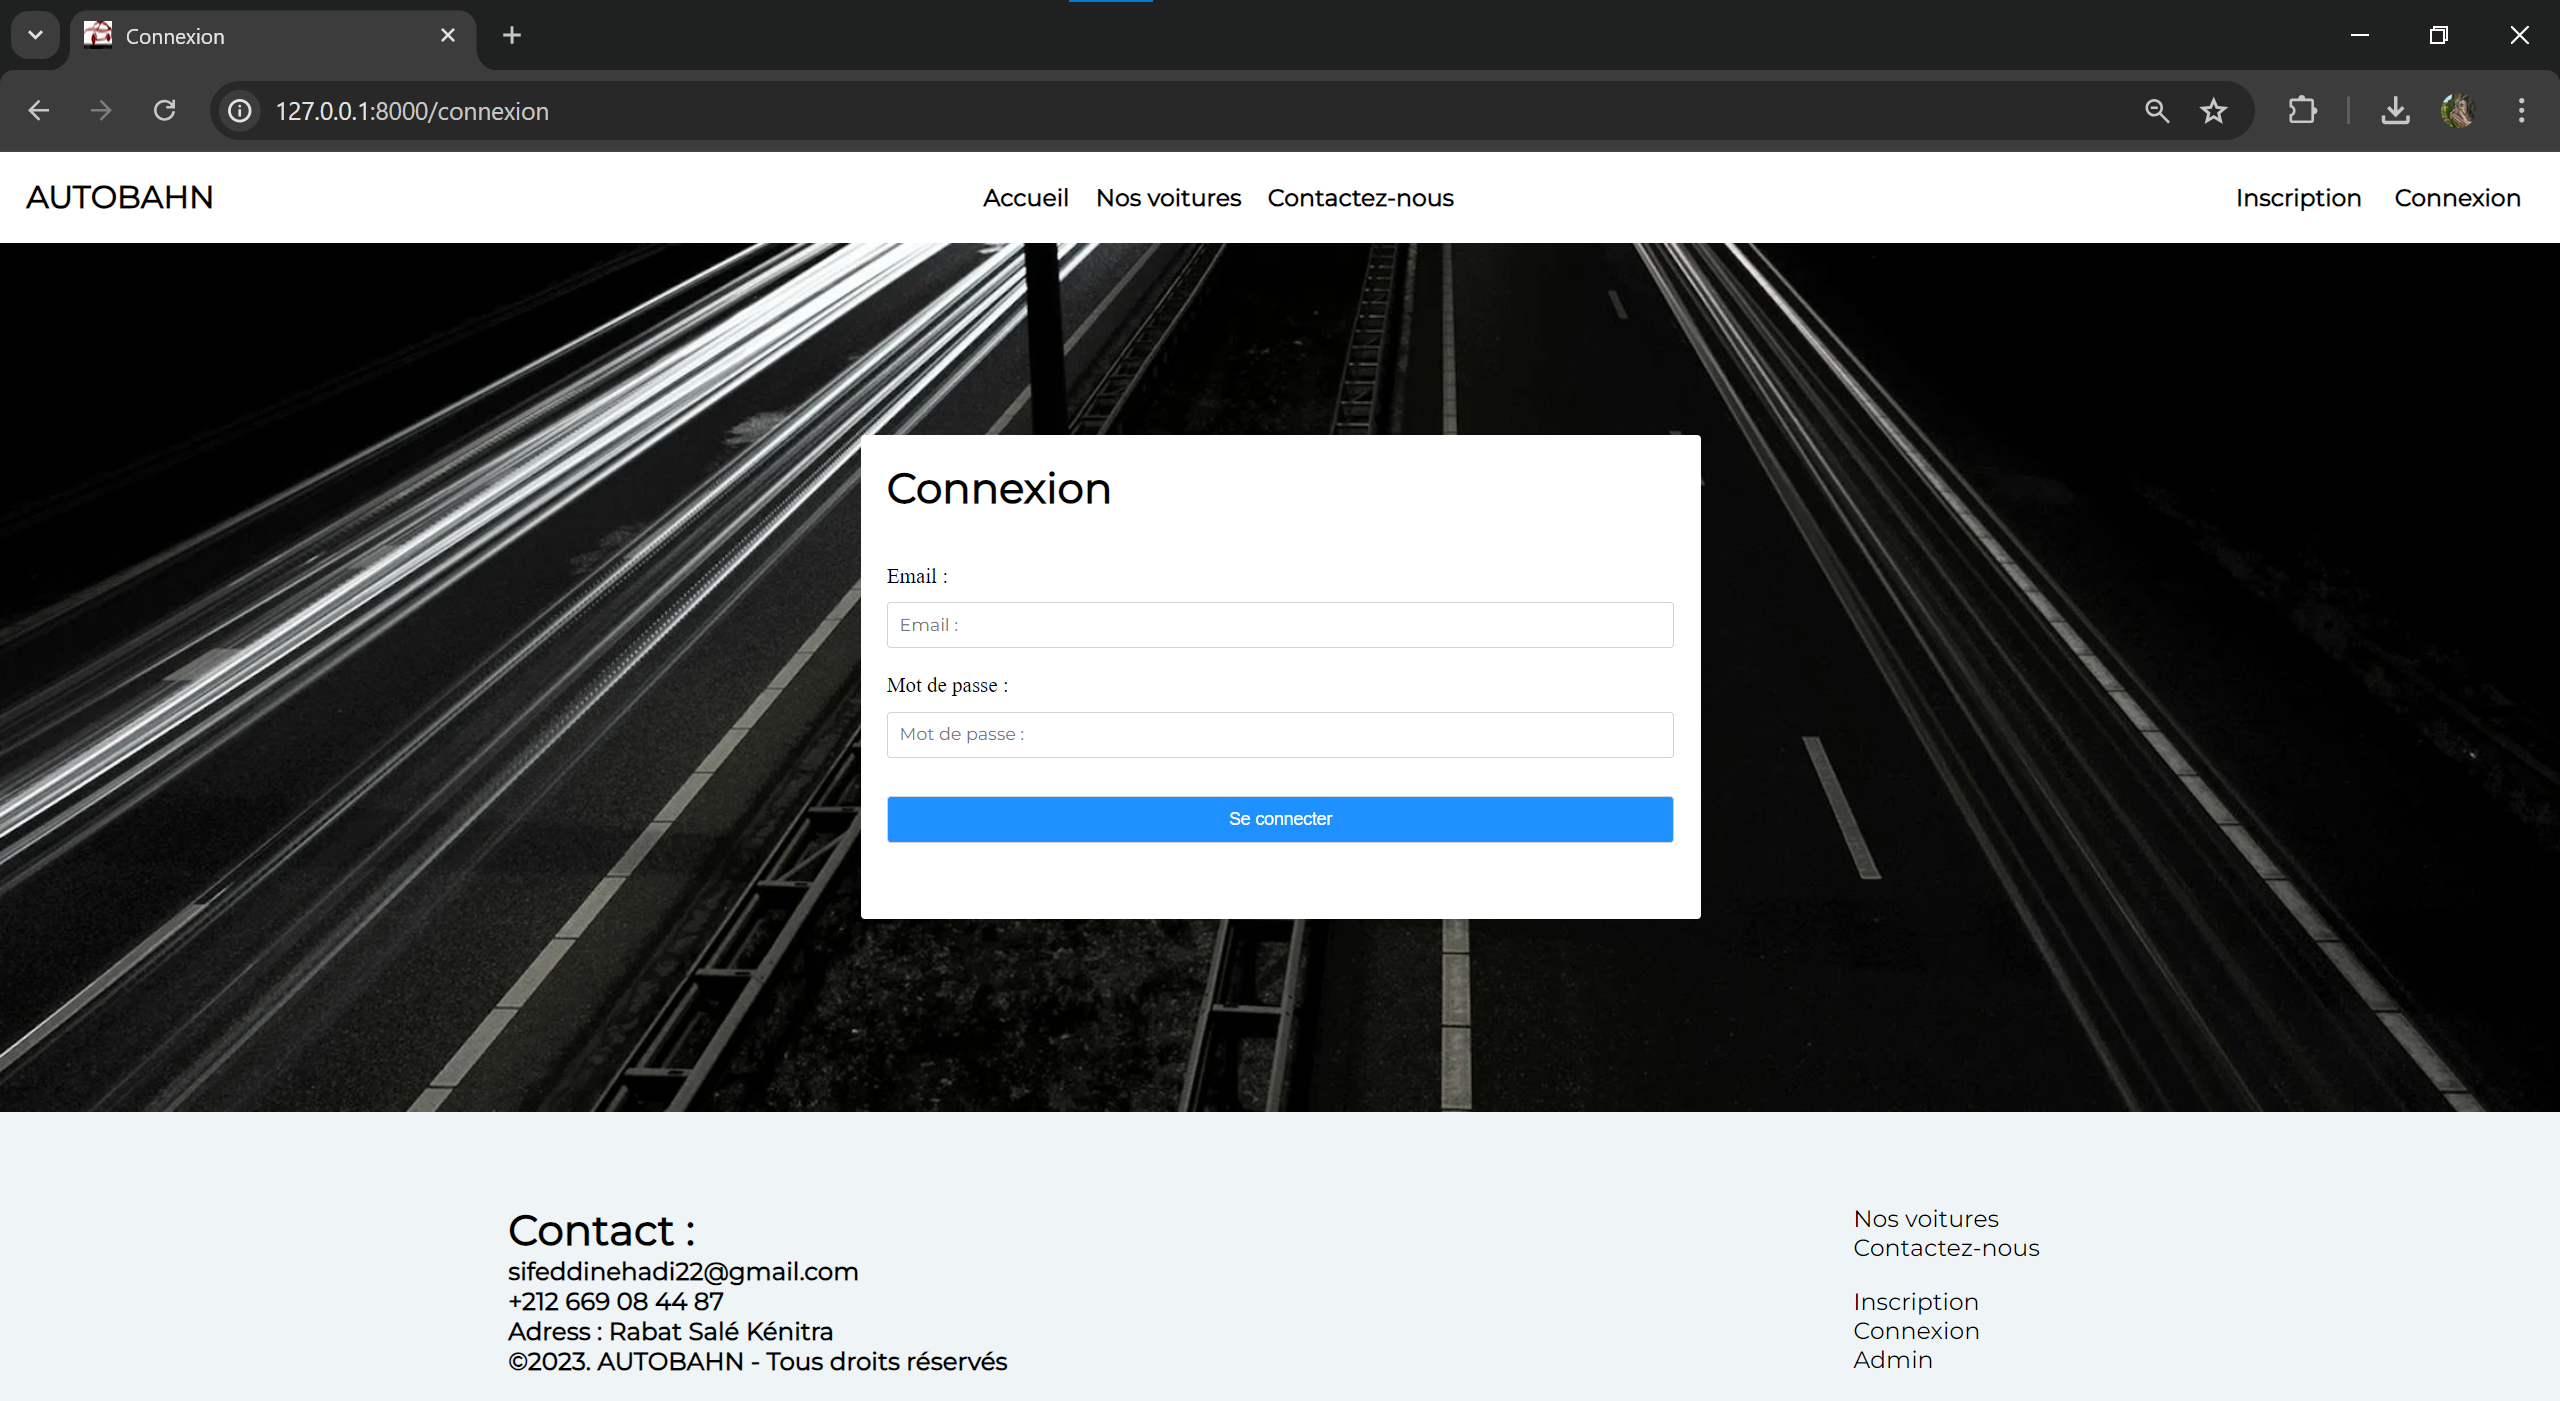 Connexion
127.0.0.1:8000/connexion
AUTOBAHN
Accueil Nos voitures Contactez-nous
Inscription Connexion
Connexion
Email :
Email :
Mot de passe :
Mot de passe :
Se connecter
Contact :
sifeddinehadi22@gmail.com
+212 669 08 44 87
Adress : Rabat Salé Kénitra
©2023. AUTOBAHN - Tous droits réservés
Nos voitures
Contactez-nous
Inscription
Connexion
Admin